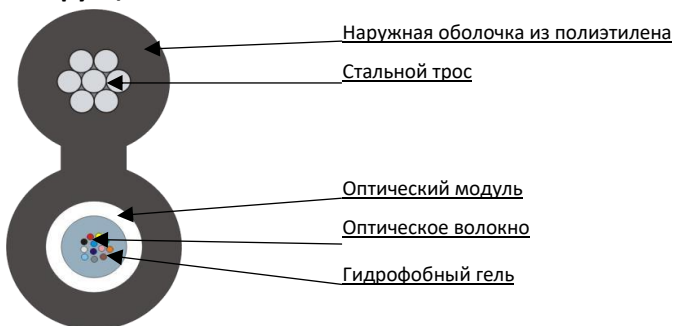 Наружная оболочка из полиэтилена
Стальной трос
Оптический модуль
Оптическое волокно
Гидрофобный гель